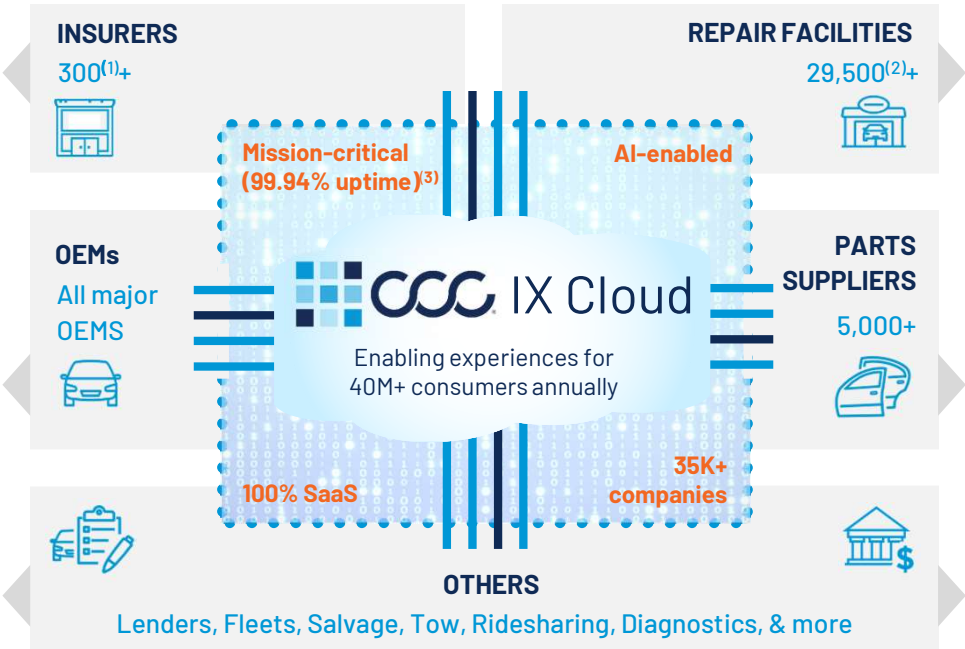 INSURERS
300(1)+
REPAIR FACILITIES
29,500(2)+
Mission-critical
(99.94% uptime)(3)
AI-enabled
OEMs
All major
OEMS
PARTS
SUPPLIERS
5,000+
CCC IX Cloud
Enabling experiences for
40M+ consumers annually
100% SaaS
35K+
companies
$
OTHERS
Lenders, Fleets, Salvage, Tow, Ridesharing, Diagnostics, & more